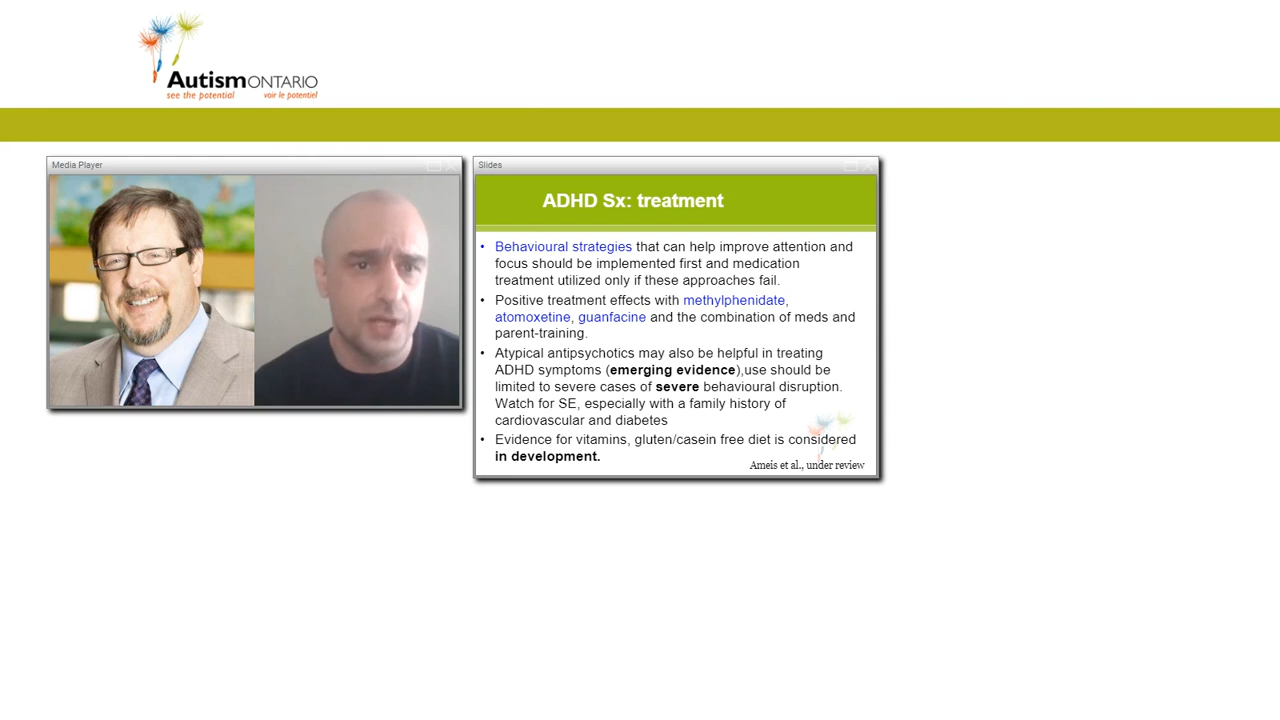 Autism ONTARIO
see the potential voir le potentiel
Media Player
Slides
ADHD Sx: treatment
• Behavioural strategies that can help improve attention and
focus should be implemented first and medication
treatment utilized only if these approaches fail.
• Positive treatment effects with methylphenidate,
atomoxetine, guanfacine and the combination of meds and
parent-training.
• Atypical antipsychotics may also be helpful in treating
ADHD symptoms (emerging evidence),use should be
limited to severe cases of severe behavioural disruption.
Watch for SE, especially with a family history of
cardiovascular and diabetes
• Evidence for vitamins, gluten/casein free diet is considered
in development.
Ameis et al., under review